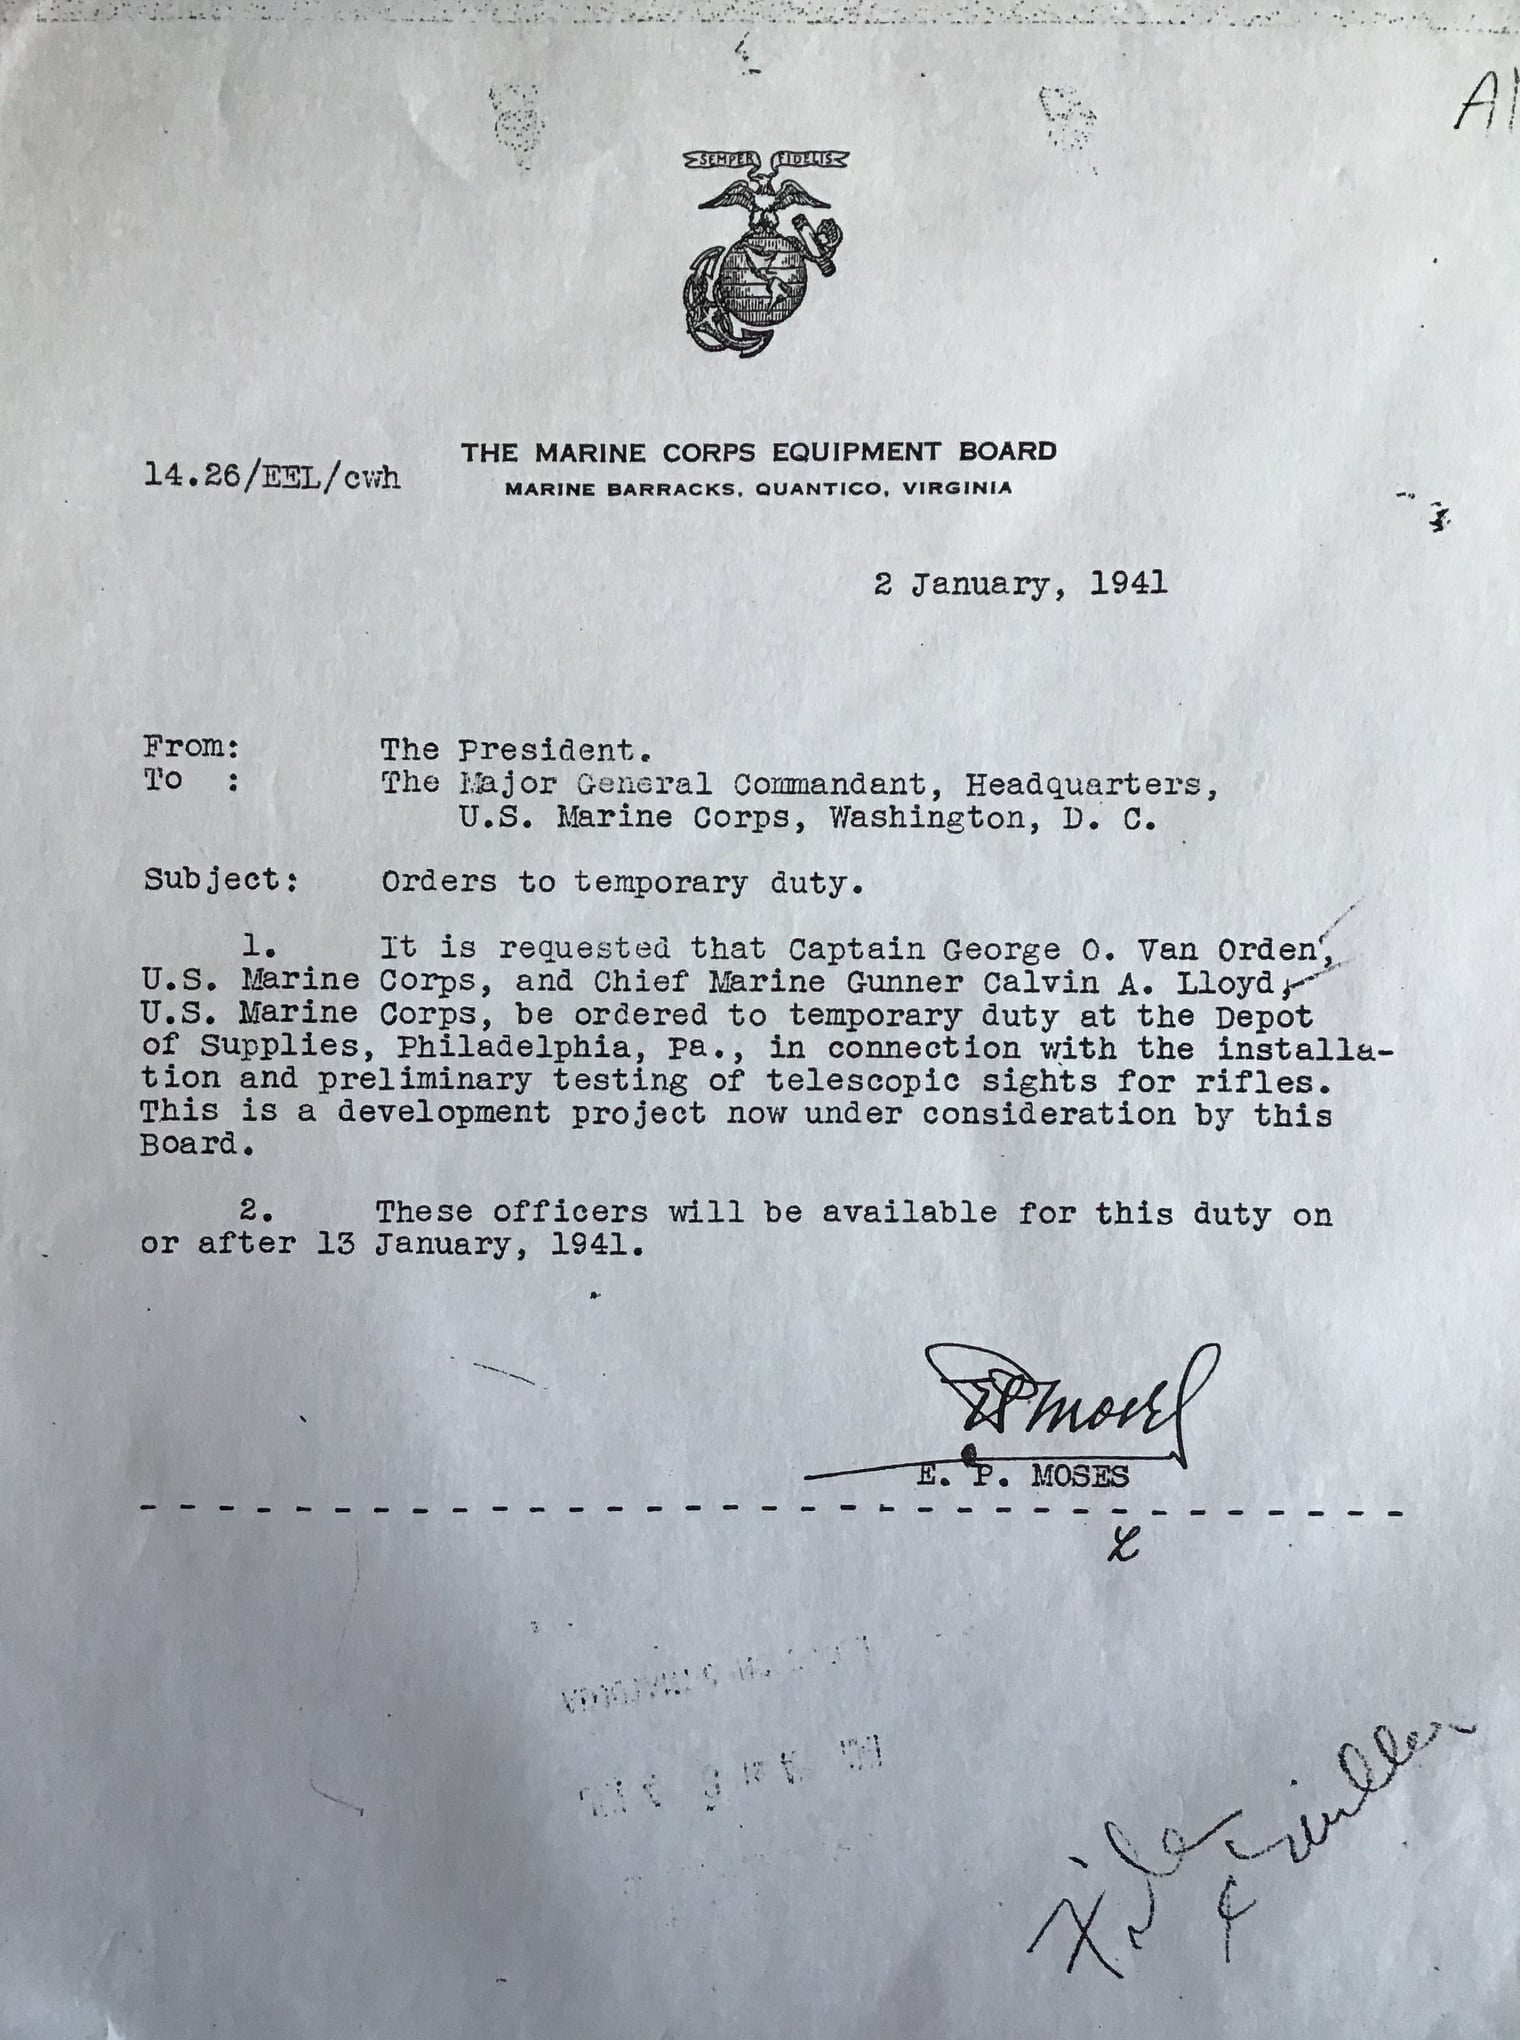 A
SEMPER FIDELIS
THE MARINE CORPS EQUIPMENT BOARD
14.26/EEL/cwh
MARINE BARRACKS, QUANTICO, VIRGINIA
2 January, 1941
From: The President.
To : The Major General Commandant, Headquarters,
U.S. Marine Corps, Washington, D. C.
Subject: Orders to temporary duty.
1. It is requested that Captain George O. Van Orden,
U.S. Marine Corps, and Chief Marine Gunner Calvin A. Lloyd,
U.S. Marine Corps, be ordered to temporary duty at the Depot
of Supplies, Philadelphia, Pa., in connection with the installa-
tion and preliminary testing of telescopic sights for rifles.
This is a development project now under consideration by this
Board.
2. These officers will be available for this duty on
or after 13 January, 1941.
EP Moses
E. P. MOSES
File